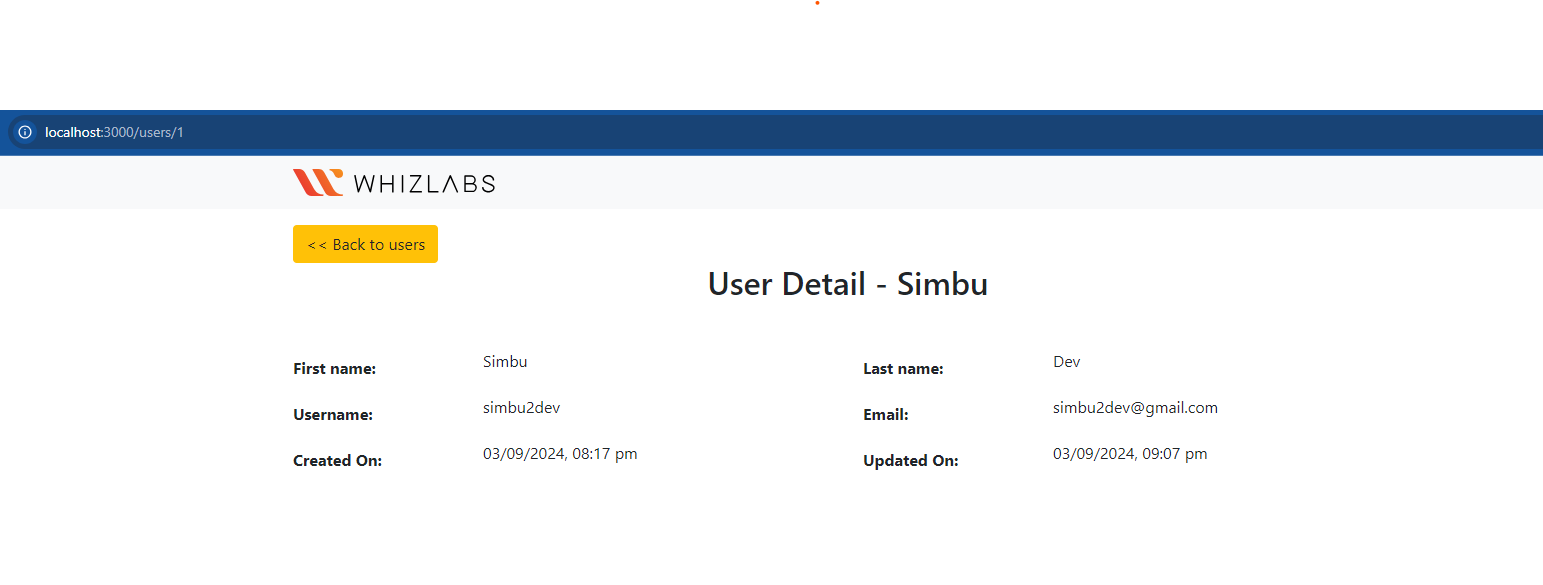 localhost:3000/users/1
WHIZLABS
<< Back to users
User Detail - Simbu
First name: Simbu Last name: Dev
Username: simbu2dev Email: simbu2dev@gmail.com
Created On: 03/09/2024, 08:17 pm Updated On: 03/09/2024, 09:07 pm